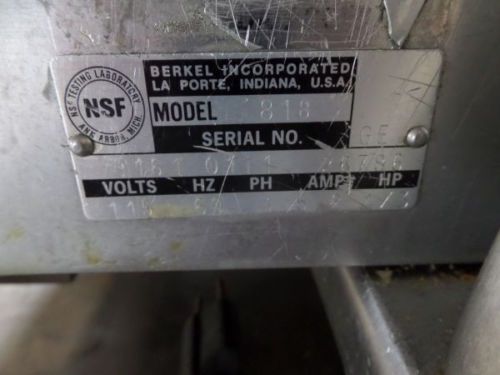 NSF TESTING LABORATORY
NSF
ANN ARBOR, MICH.
BERKEL INCORPORATED
LA PORTE, INDIANA, U.S.A.
MODEL 818
SERIAL NO.
VOLTS HZ PH AMPS HP